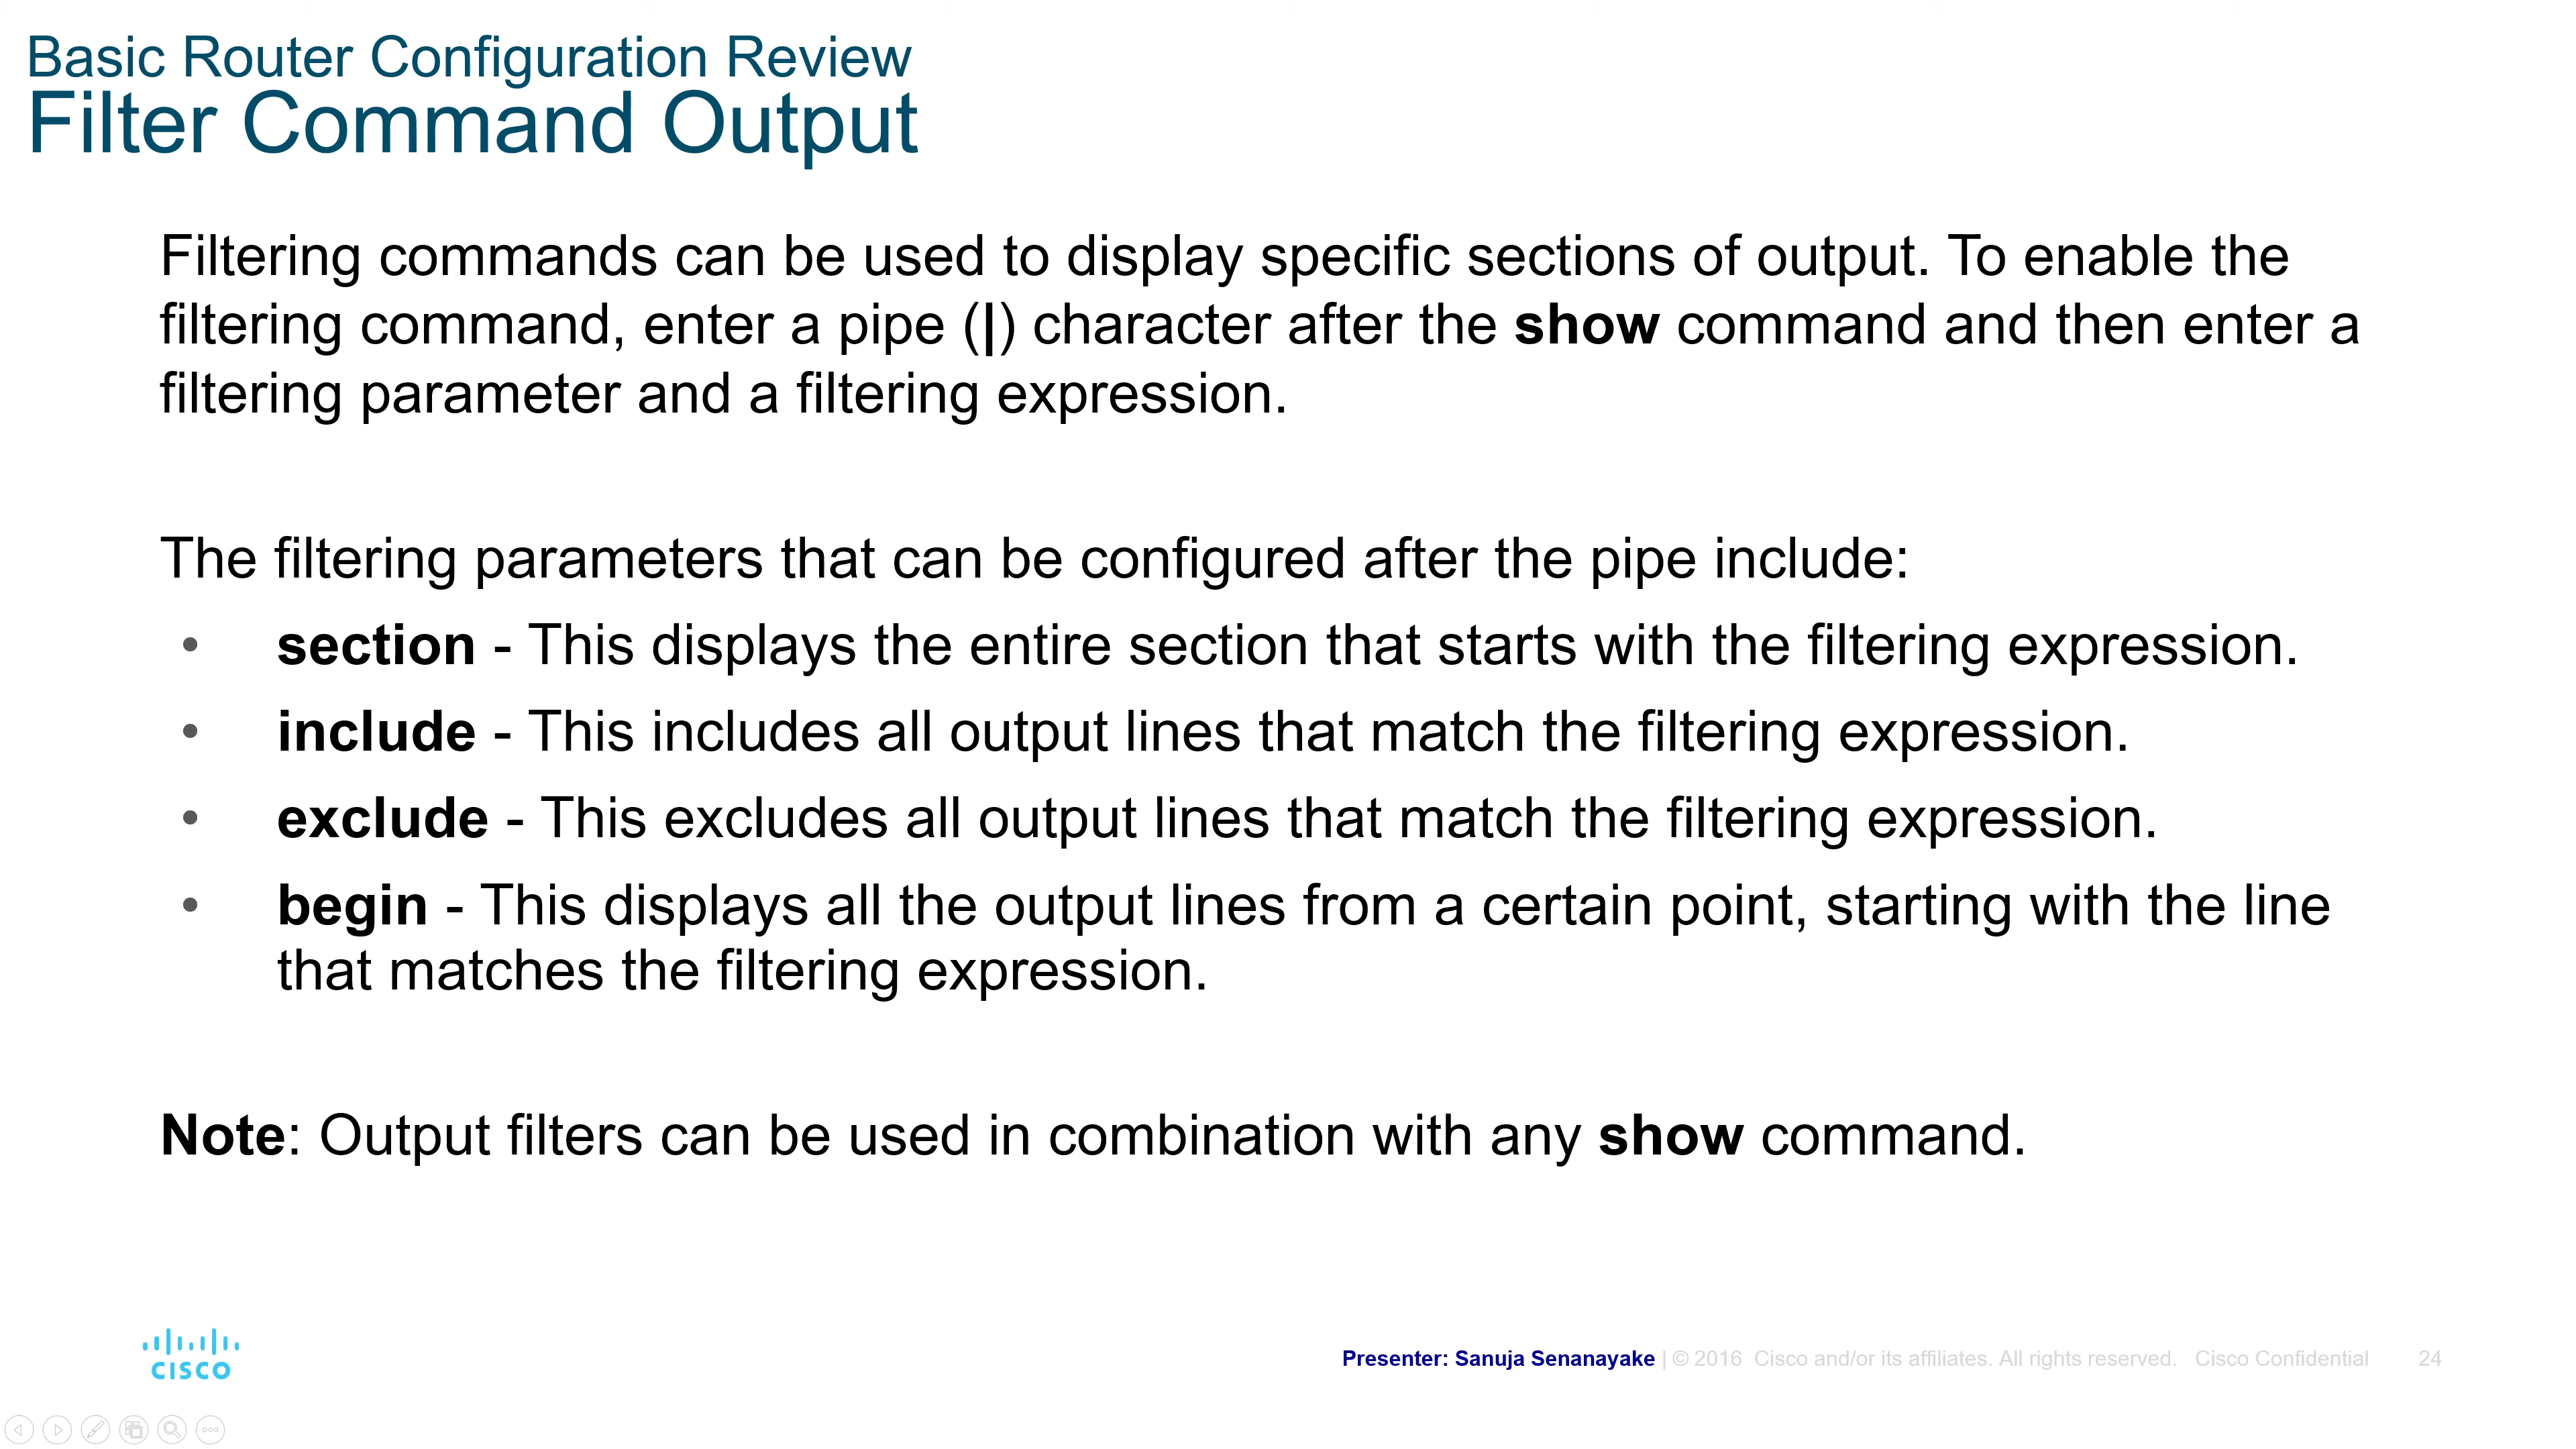 Basic Router Configuration Review
Filter Command Output
Filtering commands can be used to display specific sections of output. To enable the
filtering command, enter a pipe (|) character after the show command and then enter a
filtering parameter and a filtering expression.
The filtering parameters that can be configured after the pipe include:
• section - This displays the entire section that starts with the filtering expression.
• include - This includes all output lines that match the filtering expression.
• exclude - This excludes all output lines that match the filtering expression.
• begin - This displays all the output lines from a certain point, starting with the line
that matches the filtering expression.
Note: Output filters can be used in combination with any show command.
CISCO
Presenter: Sanuja Senanayake | © 2016 Cisco and/or its affiliates. All rights reserved. Cisco Confidential 24